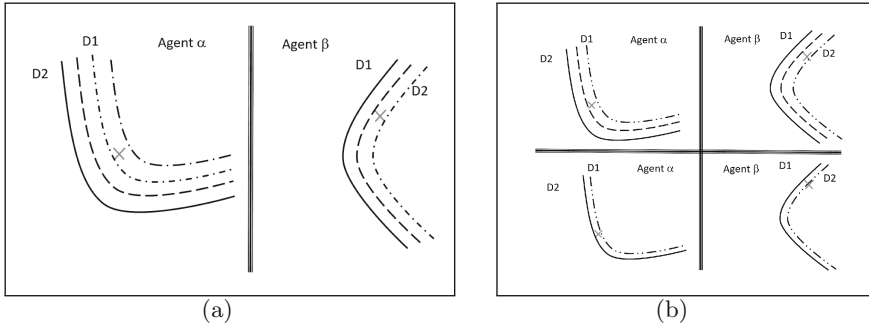 D1 Agent α Agent β
D2 D1
D2
(a)
D1 Agent α Agent β D1
D2 D2
D1 Agent α Agent β D1
D2 D2
(b)